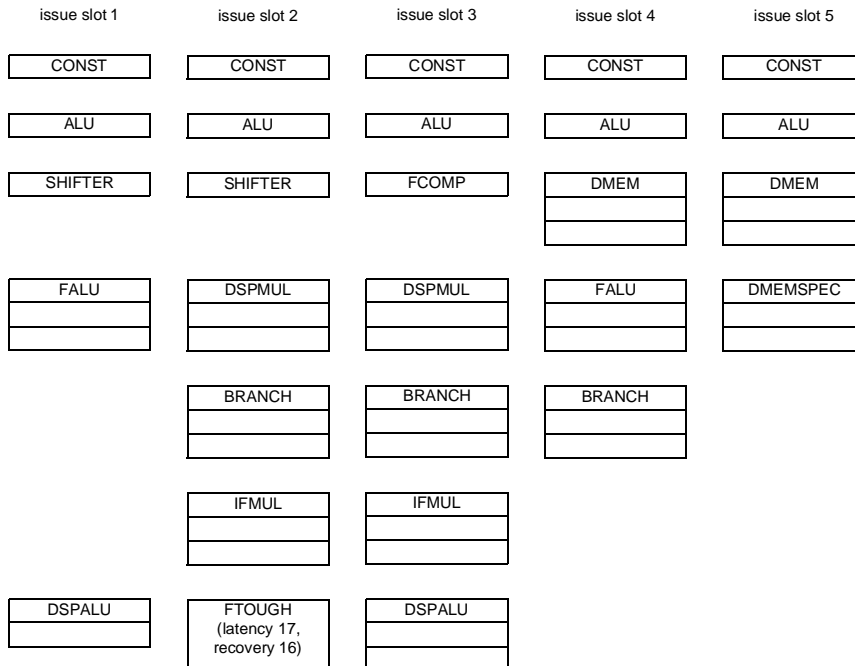 issue slot 1 issue slot 2 issue slot 3 issue slot 4 issue slot 5
CONST CONST CONST CONST CONST
ALU ALU ALU ALU ALU
SHIFTER SHIFTER FCOMP DMEM DMEM
FALU DSPMUL DSPMUL FALU DMEMSPEC
BRANCH BRANCH BRANCH
IFMUL IFMUL
DSPALU FTOUGH DSPALU
(latency 17,
recovery 16)